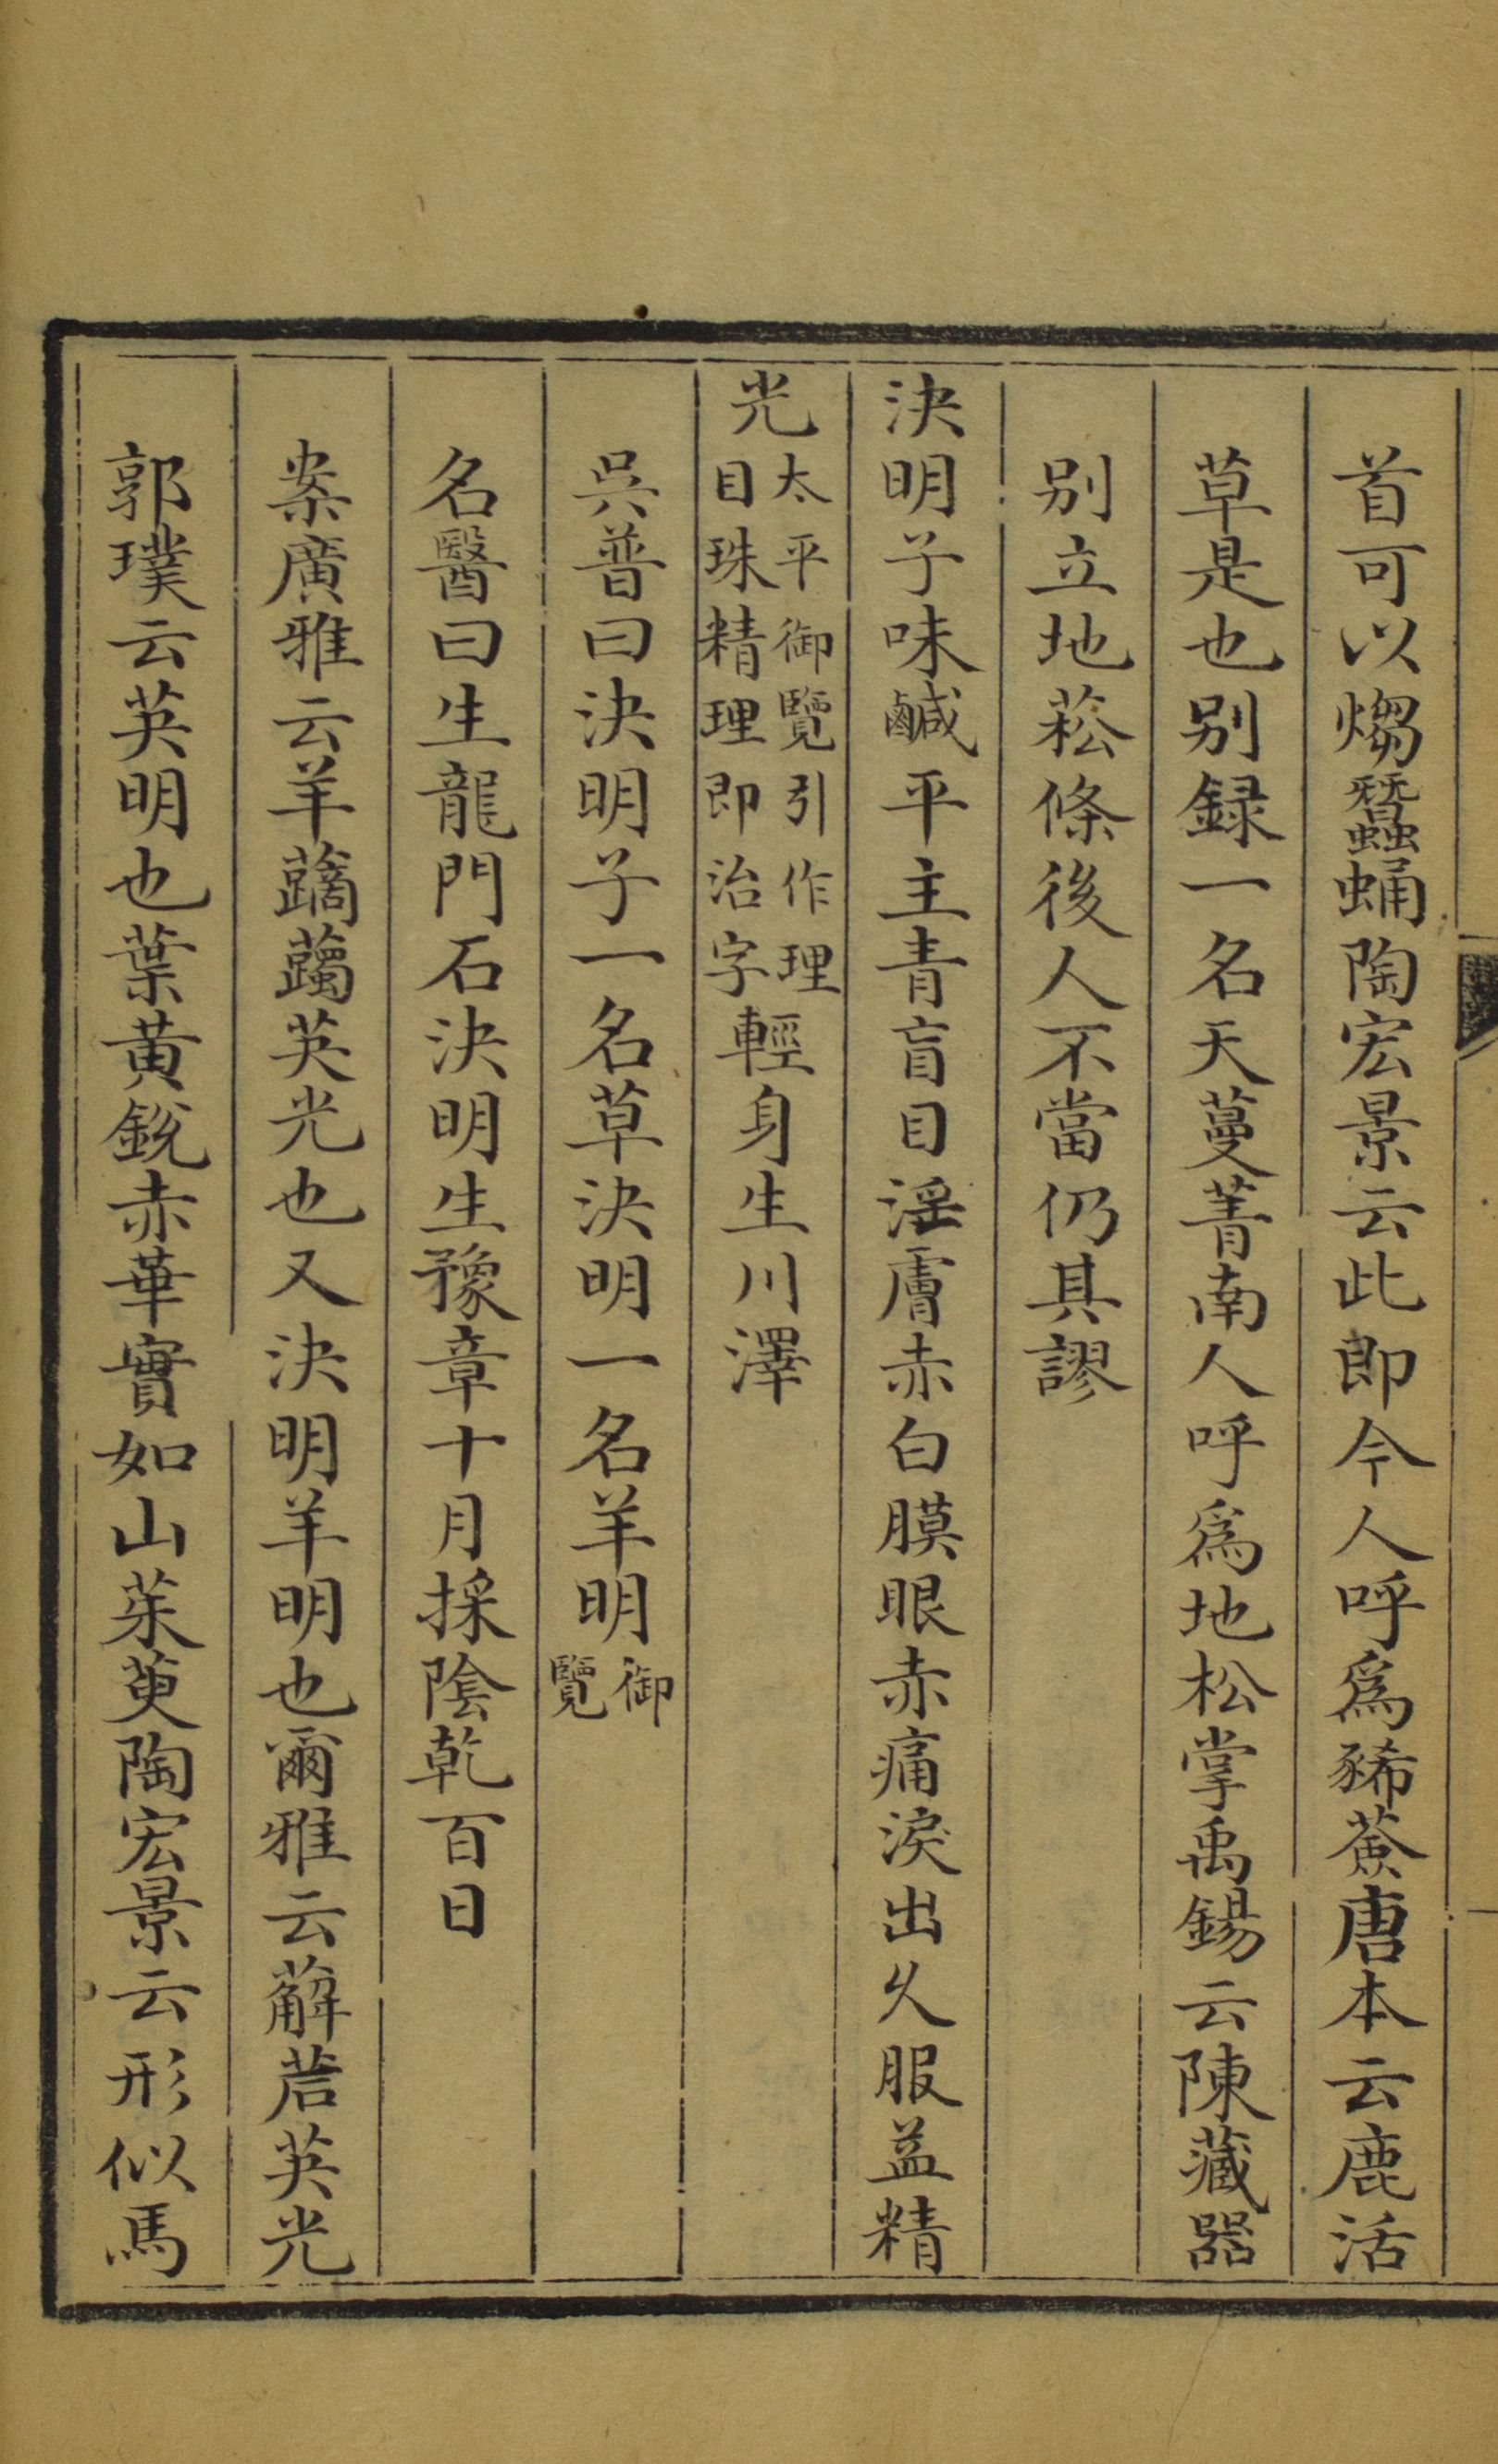 首可以㷌蠶蛹陶宏景云此即今人呼爲豨薟唐本云鹿活
草是也别録一名天蔓菁南人呼爲地松掌禹錫云陳藏器
别立地菘條後人不當仍其謬
決明子味鹹平主青盲目淫膚赤白膜眼赤痛淚出久服益精
光太平御覽引作理目珠精理即治字輕身生川澤
吳普曰決明子一名草決明一名羊明御覽
名醫曰生龍門石決明生豫章十月採陰乾百日
案廣雅云羊𧄍䕮英光也又決明羊明也爾雅云薢茩英光
郭璞云英明也葉黄銳赤華實如山茱萸陶宏景云形似馬